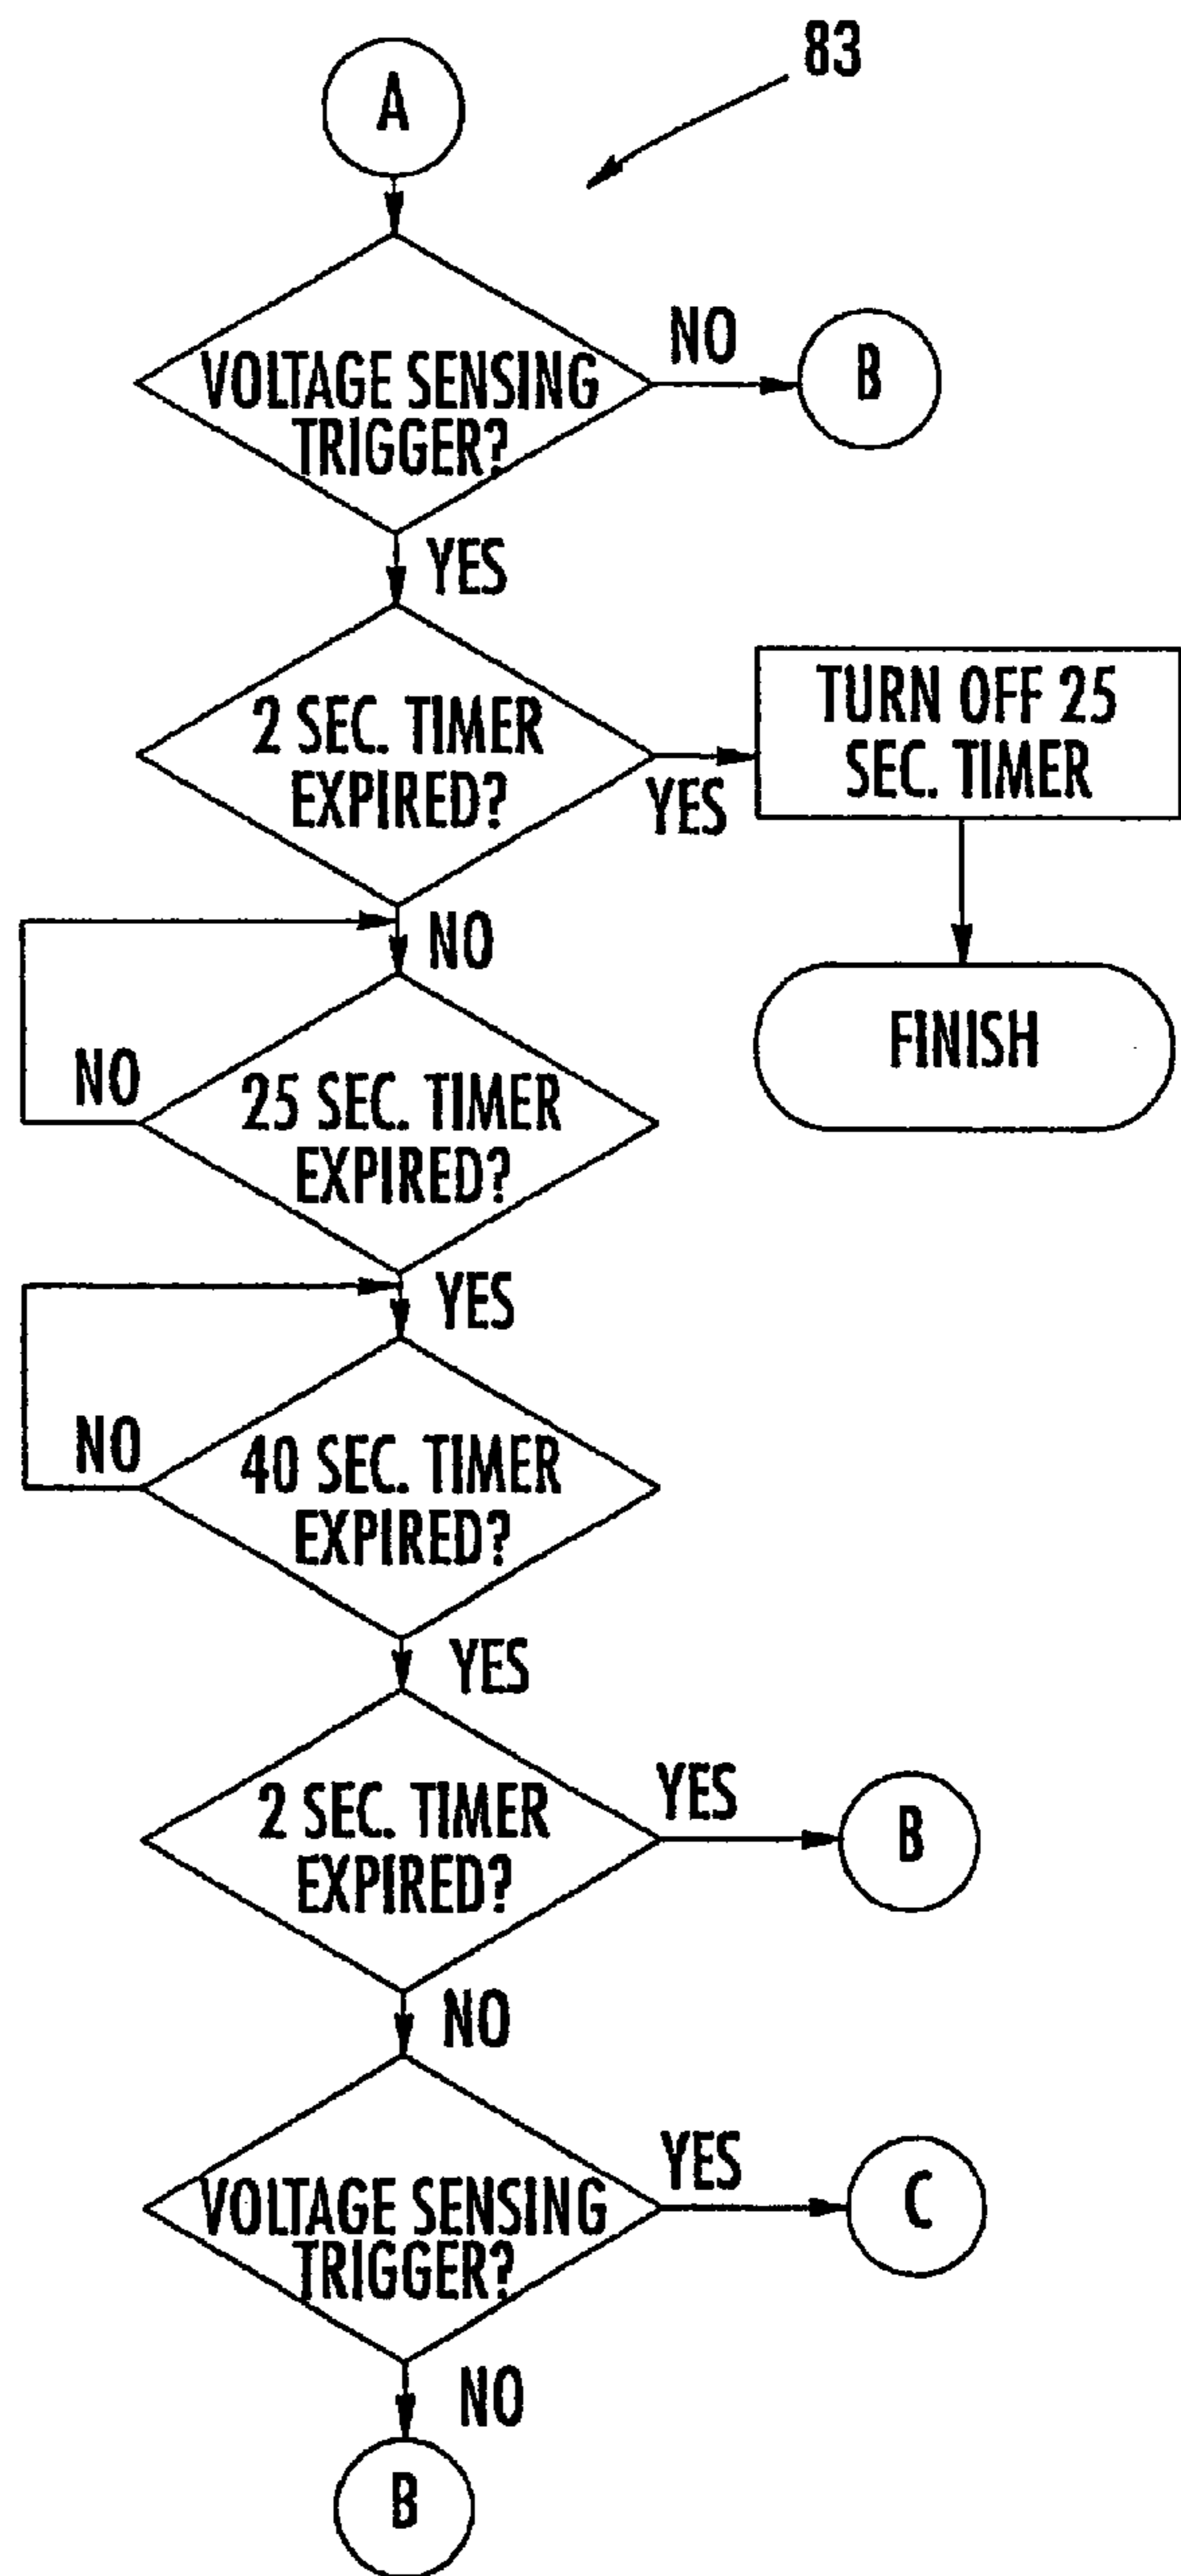 83
A
VOLTAGE SENSING
TRIGGER?
NO
B
YES
2 SEC. TIMER
EXPIRED?
YES
TURN OFF 25
SEC. TIMER
NO
FINISH
25 SEC. TIMER
EXPIRED?
NO
YES
40 SEC. TIMER
EXPIRED?
NO
YES
2 SEC. TIMER
EXPIRED?
YES
B
NO
VOLTAGE SENSING
TRIGGER?
YES
C
NO
B